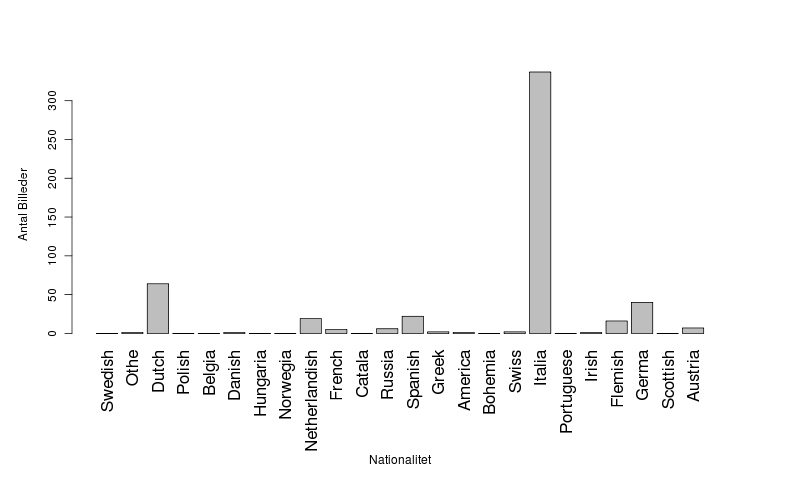 Antal Billeder
300
250
200
150
100
50
0
Swedish
Othe
Dutch
Polish
Belgia
Danish
Hungaria
Norwegia
Netherlandish
French
Catala
Russia
Spanish
Greek
America
Bohemia
Swiss
Italia
Portuguese
Irish
Flemish
Germa
Scottish
Austria
Nationalitet